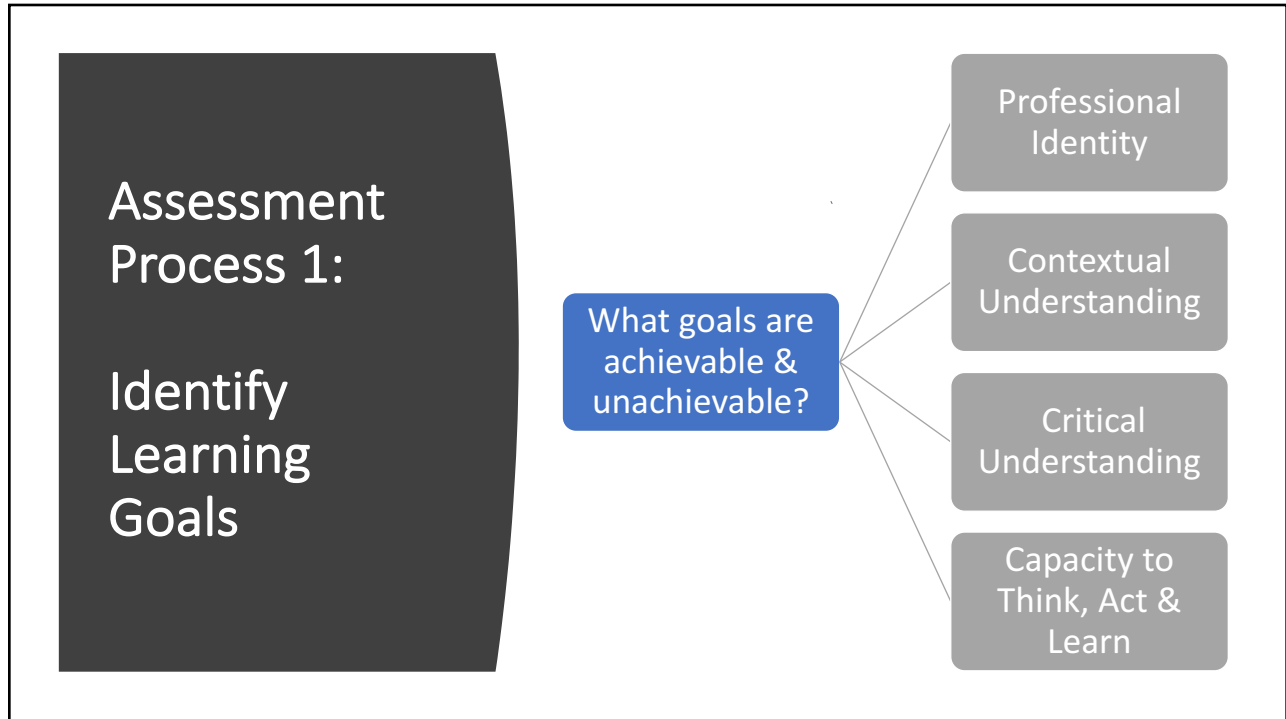 Assessment
Process 1:
Identify
Learning
Goals
What goals are
achievable &
unachievable?
Professional
Identity
Contextual
Understanding
Critical
Understanding
Capacity to
Think, Act &
Learn